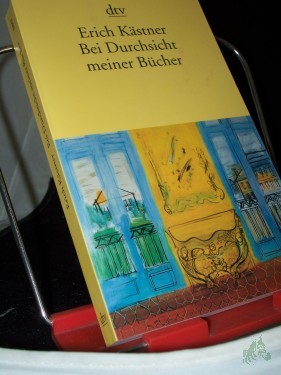 dtv
Erich Kästner
Bei Durchsicht
meiner Bücher